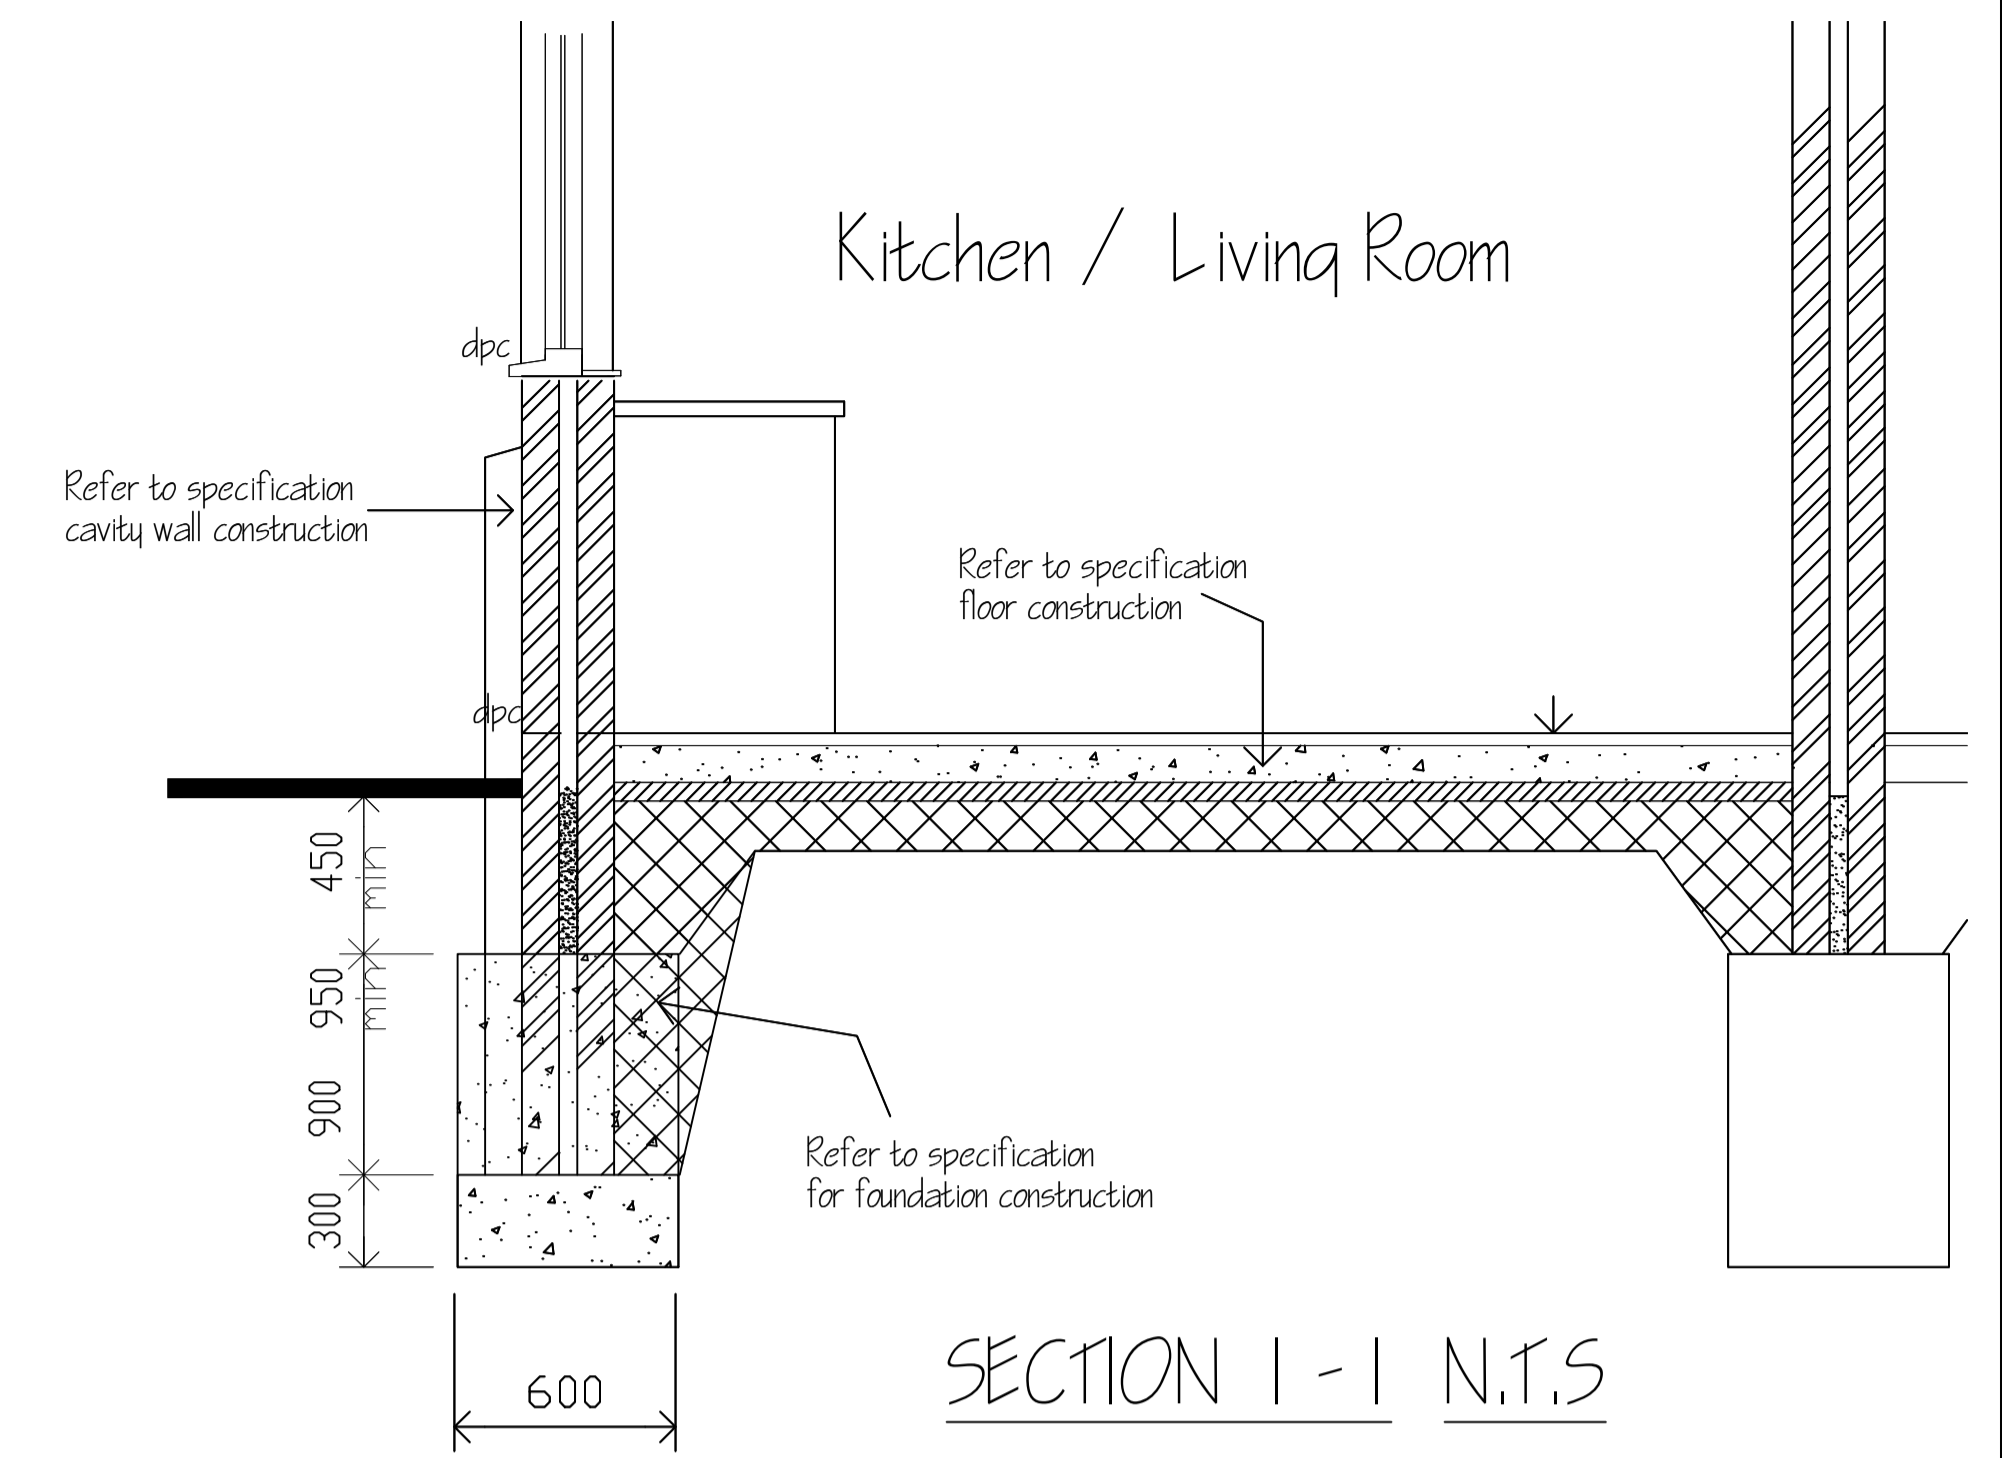 Kitchen / Living Room
dpc
Refer to specification
cavity wall construction
Refer to specification
floor construction
dpc
450
min
950
min
900
300
Refer to specification
for foundation construction
600
SECTION 1 - 1 N.T.S